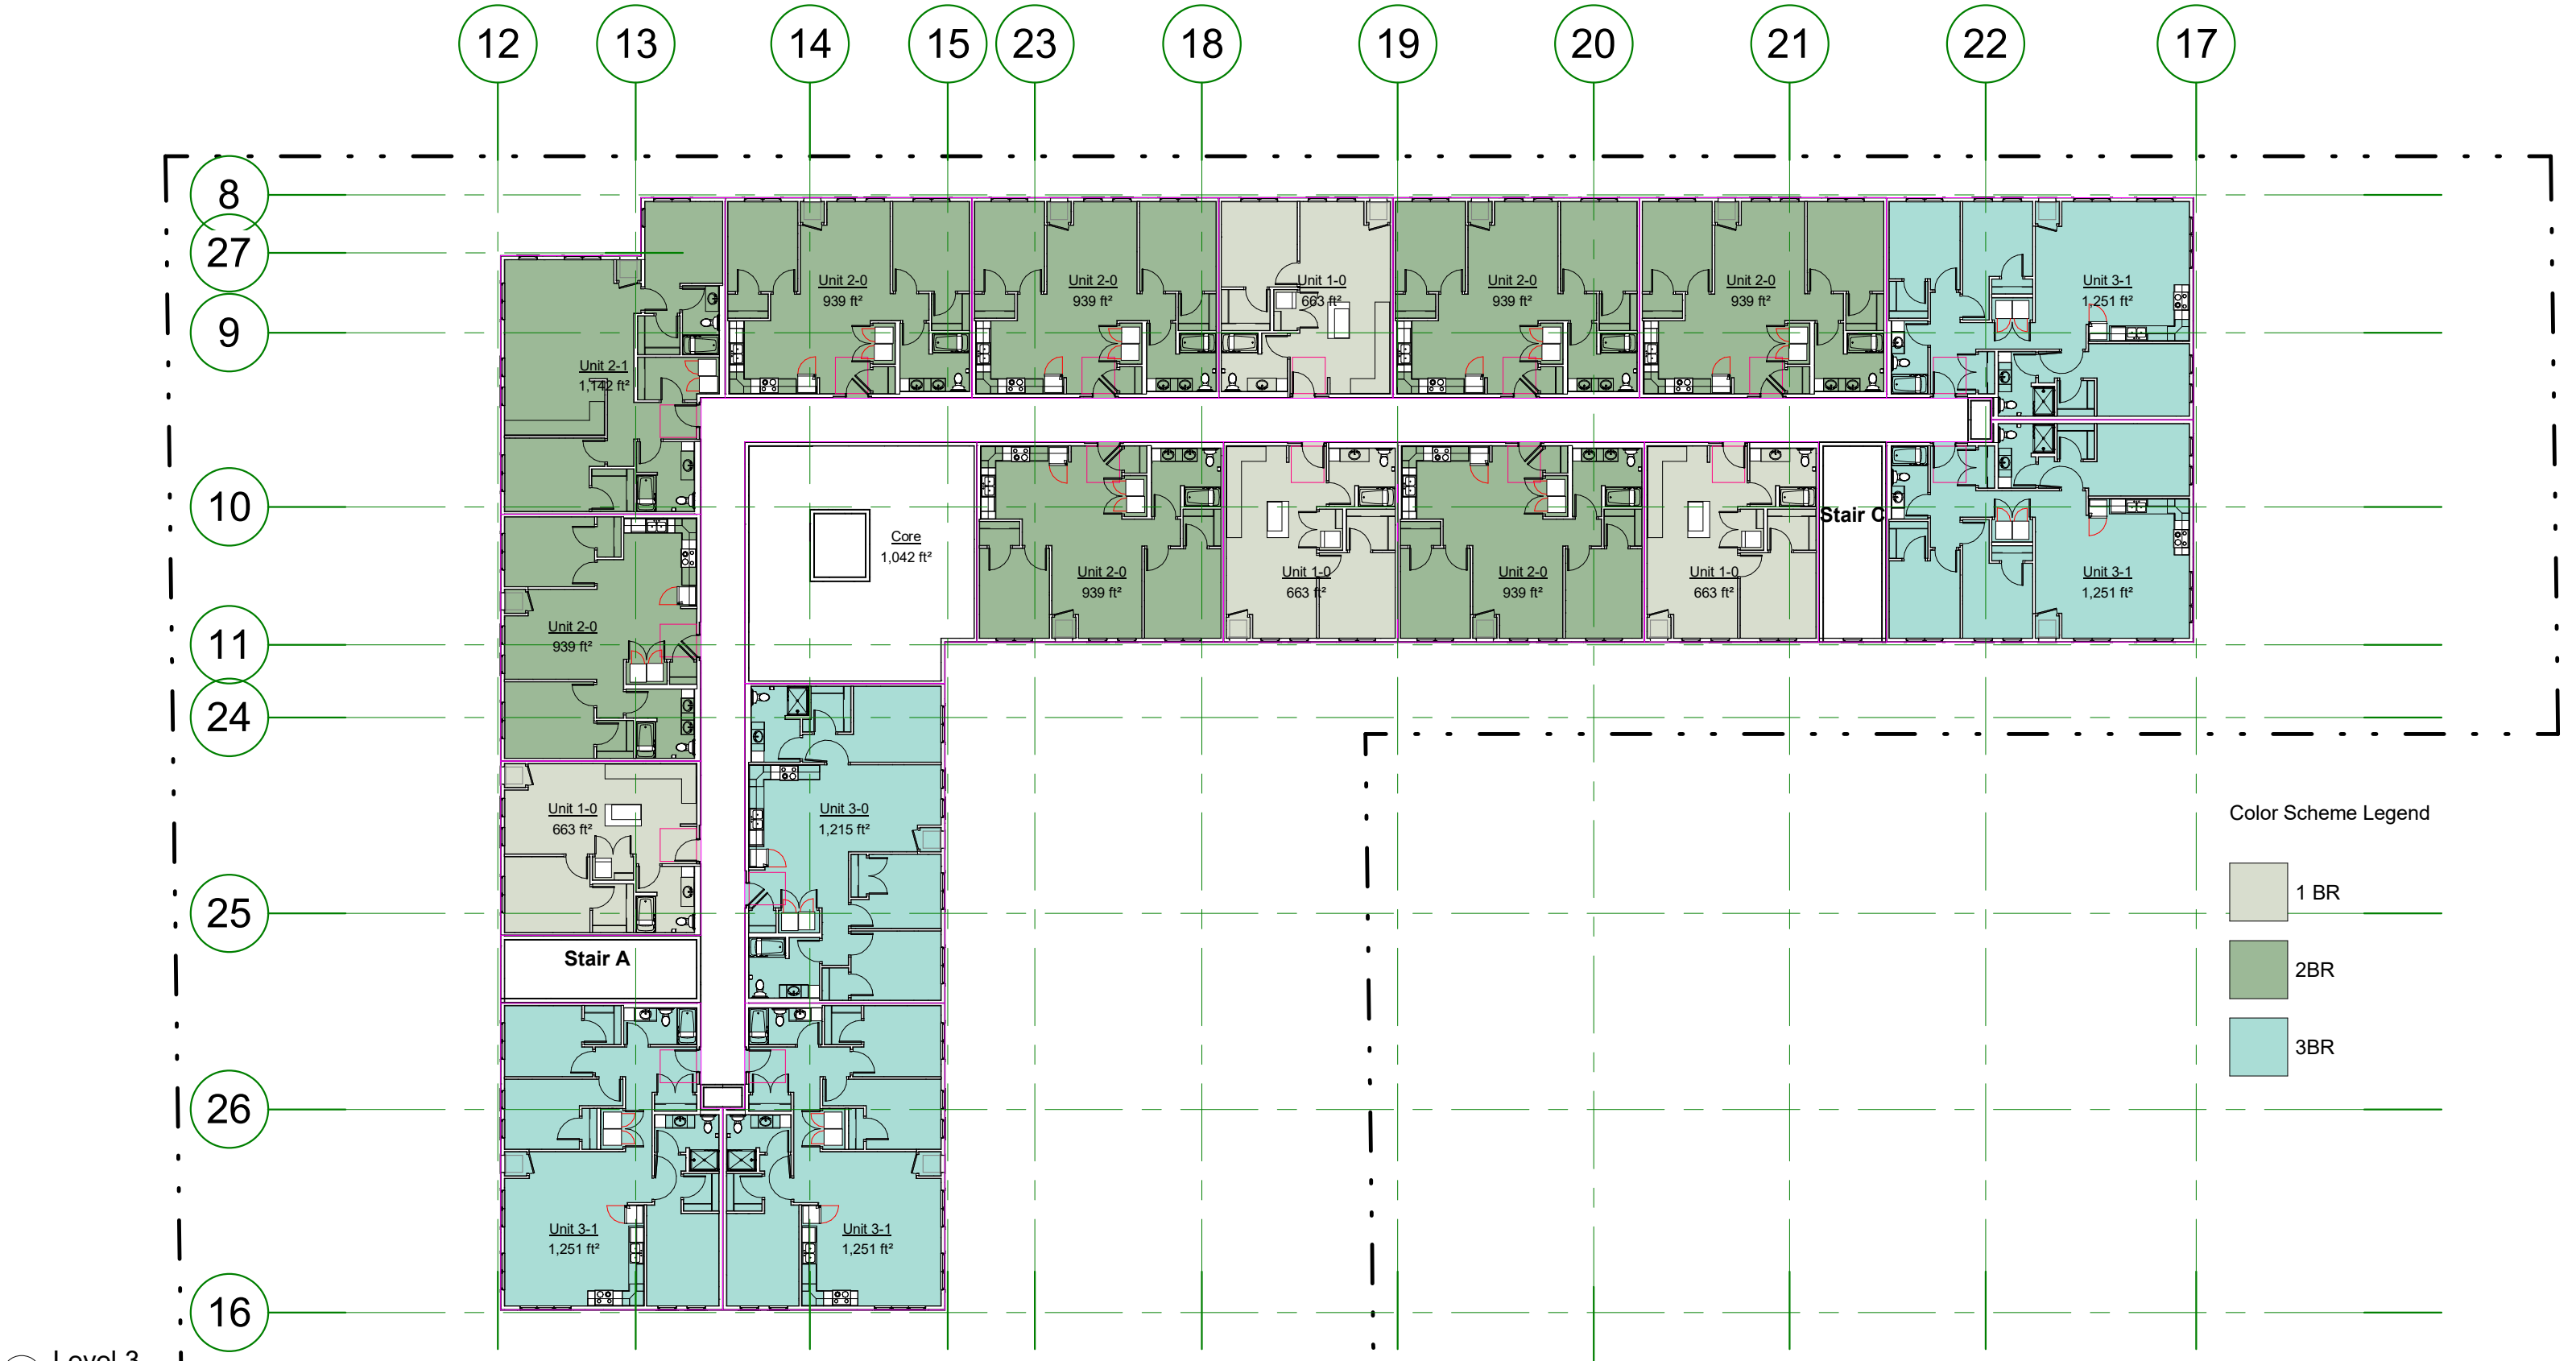 12 13 14 15 23 18 19 20 21 22 17
8
27
9
10
11
24
25
26
16
Unit 2-0
939 ft²
Unit 2-0
939 ft²
Unit 1-0
663 ft²
Unit 2-0
939 ft²
Unit 2-0
939 ft²
Unit 3-1
1,251 ft²
Unit 2-1
1,142 ft²
Core
1,042 ft²
Unit 2-0
939 ft²
Unit 1-0
663 ft²
Unit 2-0
939 ft²
Unit 1-0
663 ft²
Stair C
Unit 3-1
1,251 ft²
Unit 2-0
939 ft²
Unit 1-0
663 ft²
Unit 3-0
1,215 ft²
Stair A
Unit 3-1
1,251 ft²
Unit 3-1
1,251 ft²
Color Scheme Legend
1 BR
2BR
3BR
Level 3